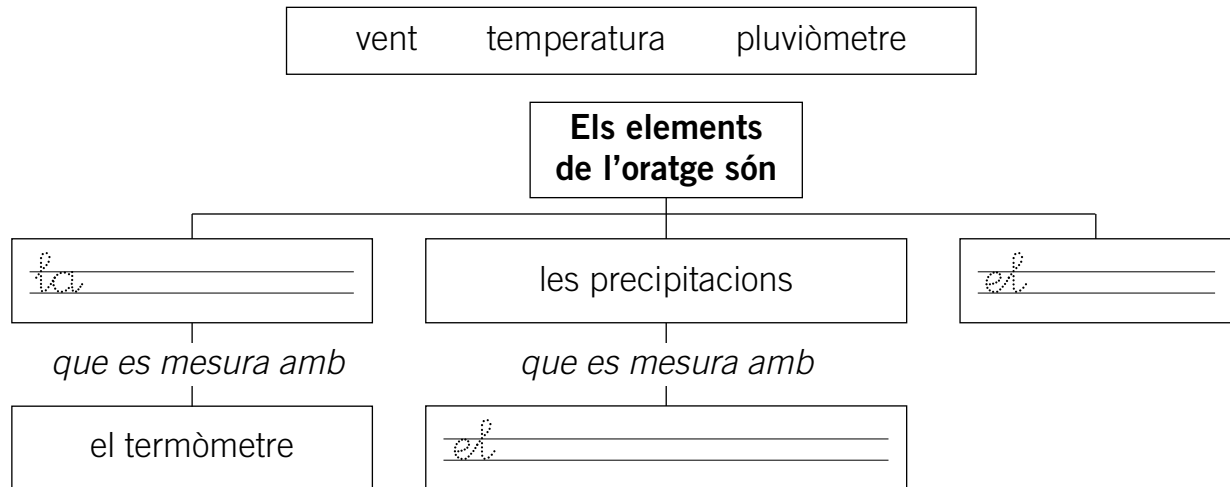 vent temperatura pluviòmetre
Els elements
de l'oratge són
la
les precipitacions
el
que es mesura amb
que es mesura amb
el termòmetre
el